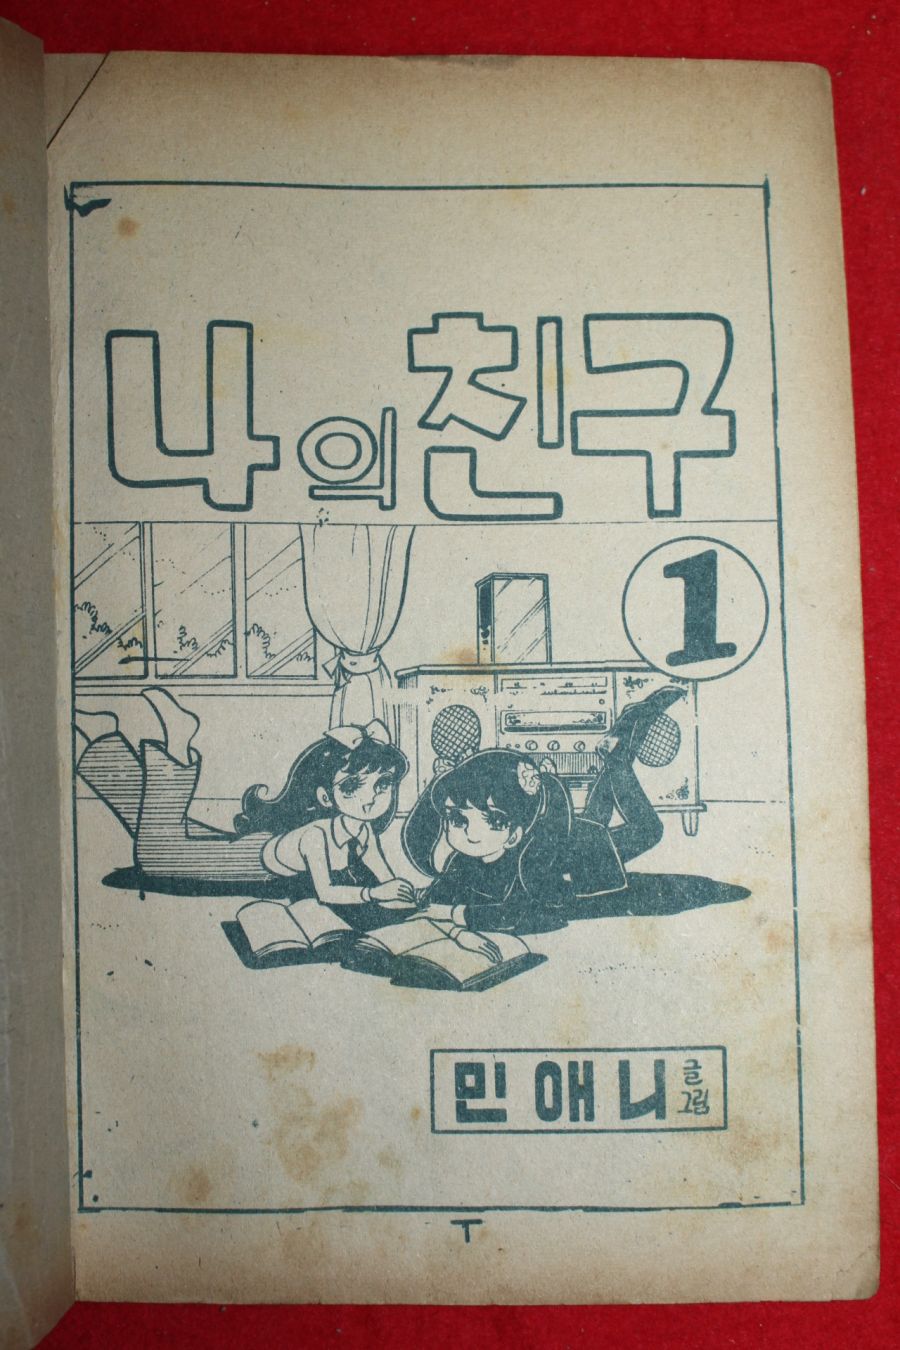 나의 친구
1
민애니 글
그림